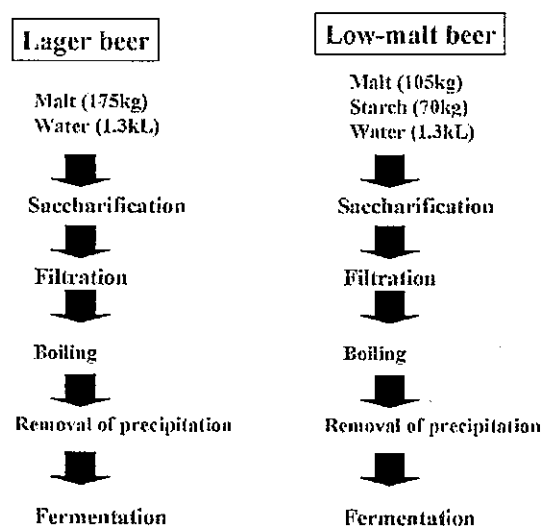 Lager beer
Malt (175kg)
Water (1.3kL)
Saccharification
Filtration
Boiling
Removal of precipitation
Fermentation
Low-malt beer
Malt (105kg)
Starch (70kg)
Water (1.3kL)
Saccharification
Filtration
Boiling
Removal of precipitation
Fermentation